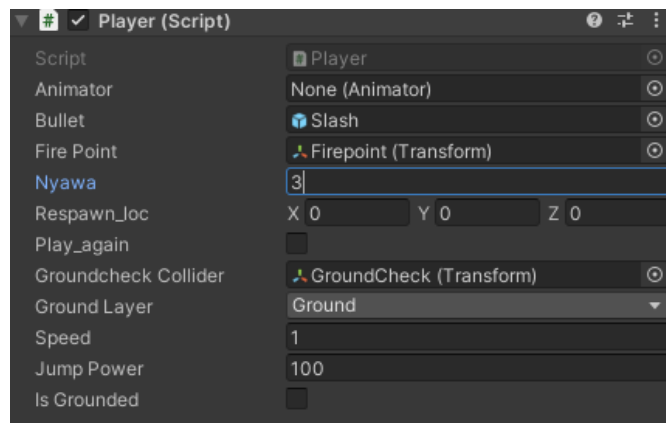 Player (Script)
Script Player
Animator None (Animator)
Bullet Slash
Fire Point Firepoint (Transform)
Nyawa 3
Respawn_loc X 0 Y 0 Z 0
Play_again
Groundcheck Collider GroundCheck (Transform)
Ground Layer Ground
Speed 1
Jump Power 100
Is Grounded